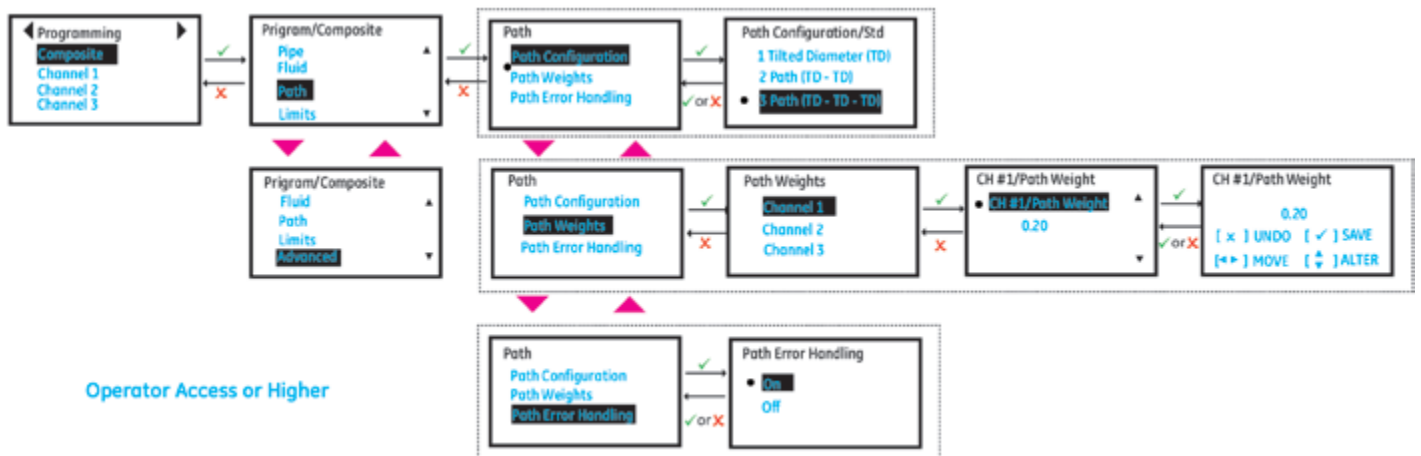 Programming
Composite
Channel 1
Channel 2
Channel 3
✓
X
Prigram/Composite
Pipe
Fluid
Path
Limits
✓
X
Path
Path Configuration
Path Weights
Path Error Handling
✓
✓or X
Path Configuration/Std
1 Tilted Diameter (TD)
2 Path (TD - TD)
3 Path (TD - TD - TD)
Prigram/Composite
Fluid
Path
Limits
Advanced
Path
Path Configuration
Path Weights
Path Error Handling
✓
X
Path Weights
Channel 1
Channel 2
Channel 3
✓
X
CH #1/Path Weight
CH #1/Path Weight
0.20
✓
✓or X
CH #1/Path Weight
0.20
[ x ] UNDO [ ✓ ] SAVE
[◄►] MOVE [▲▼] ALTER
Path
Path Configuration
Path Weights
Path Error Handling
✓
✓or X
Path Error Handling
On
Off
Operator Access or Higher